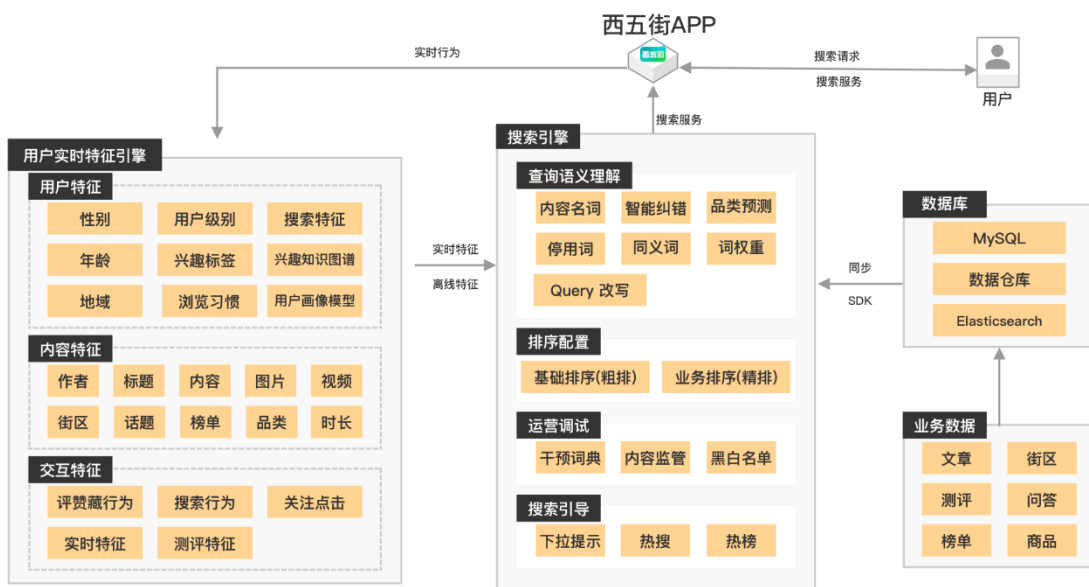 西五街APP
西五街
实时行为
搜索请求
搜索服务
用户
搜索服务
用户实时特征引擎
用户特征
性别 用户级别 搜索特征
年龄 兴趣标签 兴趣知识图谱
地域 浏览习惯 用户画像模型
内容特征
作者 标题 内容 图片 视频
街区 话题 榜单 品类 时长
交互特征
评赞藏行为 搜索行为 关注点击
实时特征 测评特征
实时特征
离线特征
搜索引擎
查询语义理解
内容名词 智能纠错 品类预测
停用词 同义词 词权重
Query 改写
排序配置
基础排序(粗排) 业务排序(精排)
运营调试
干预词典 内容监管 黑白名单
搜索引导
下拉提示 热搜 热榜
同步
SDK
数据库
MySQL
数据仓库
Elasticsearch
业务数据
文章 街区
测评 问答
榜单 商品